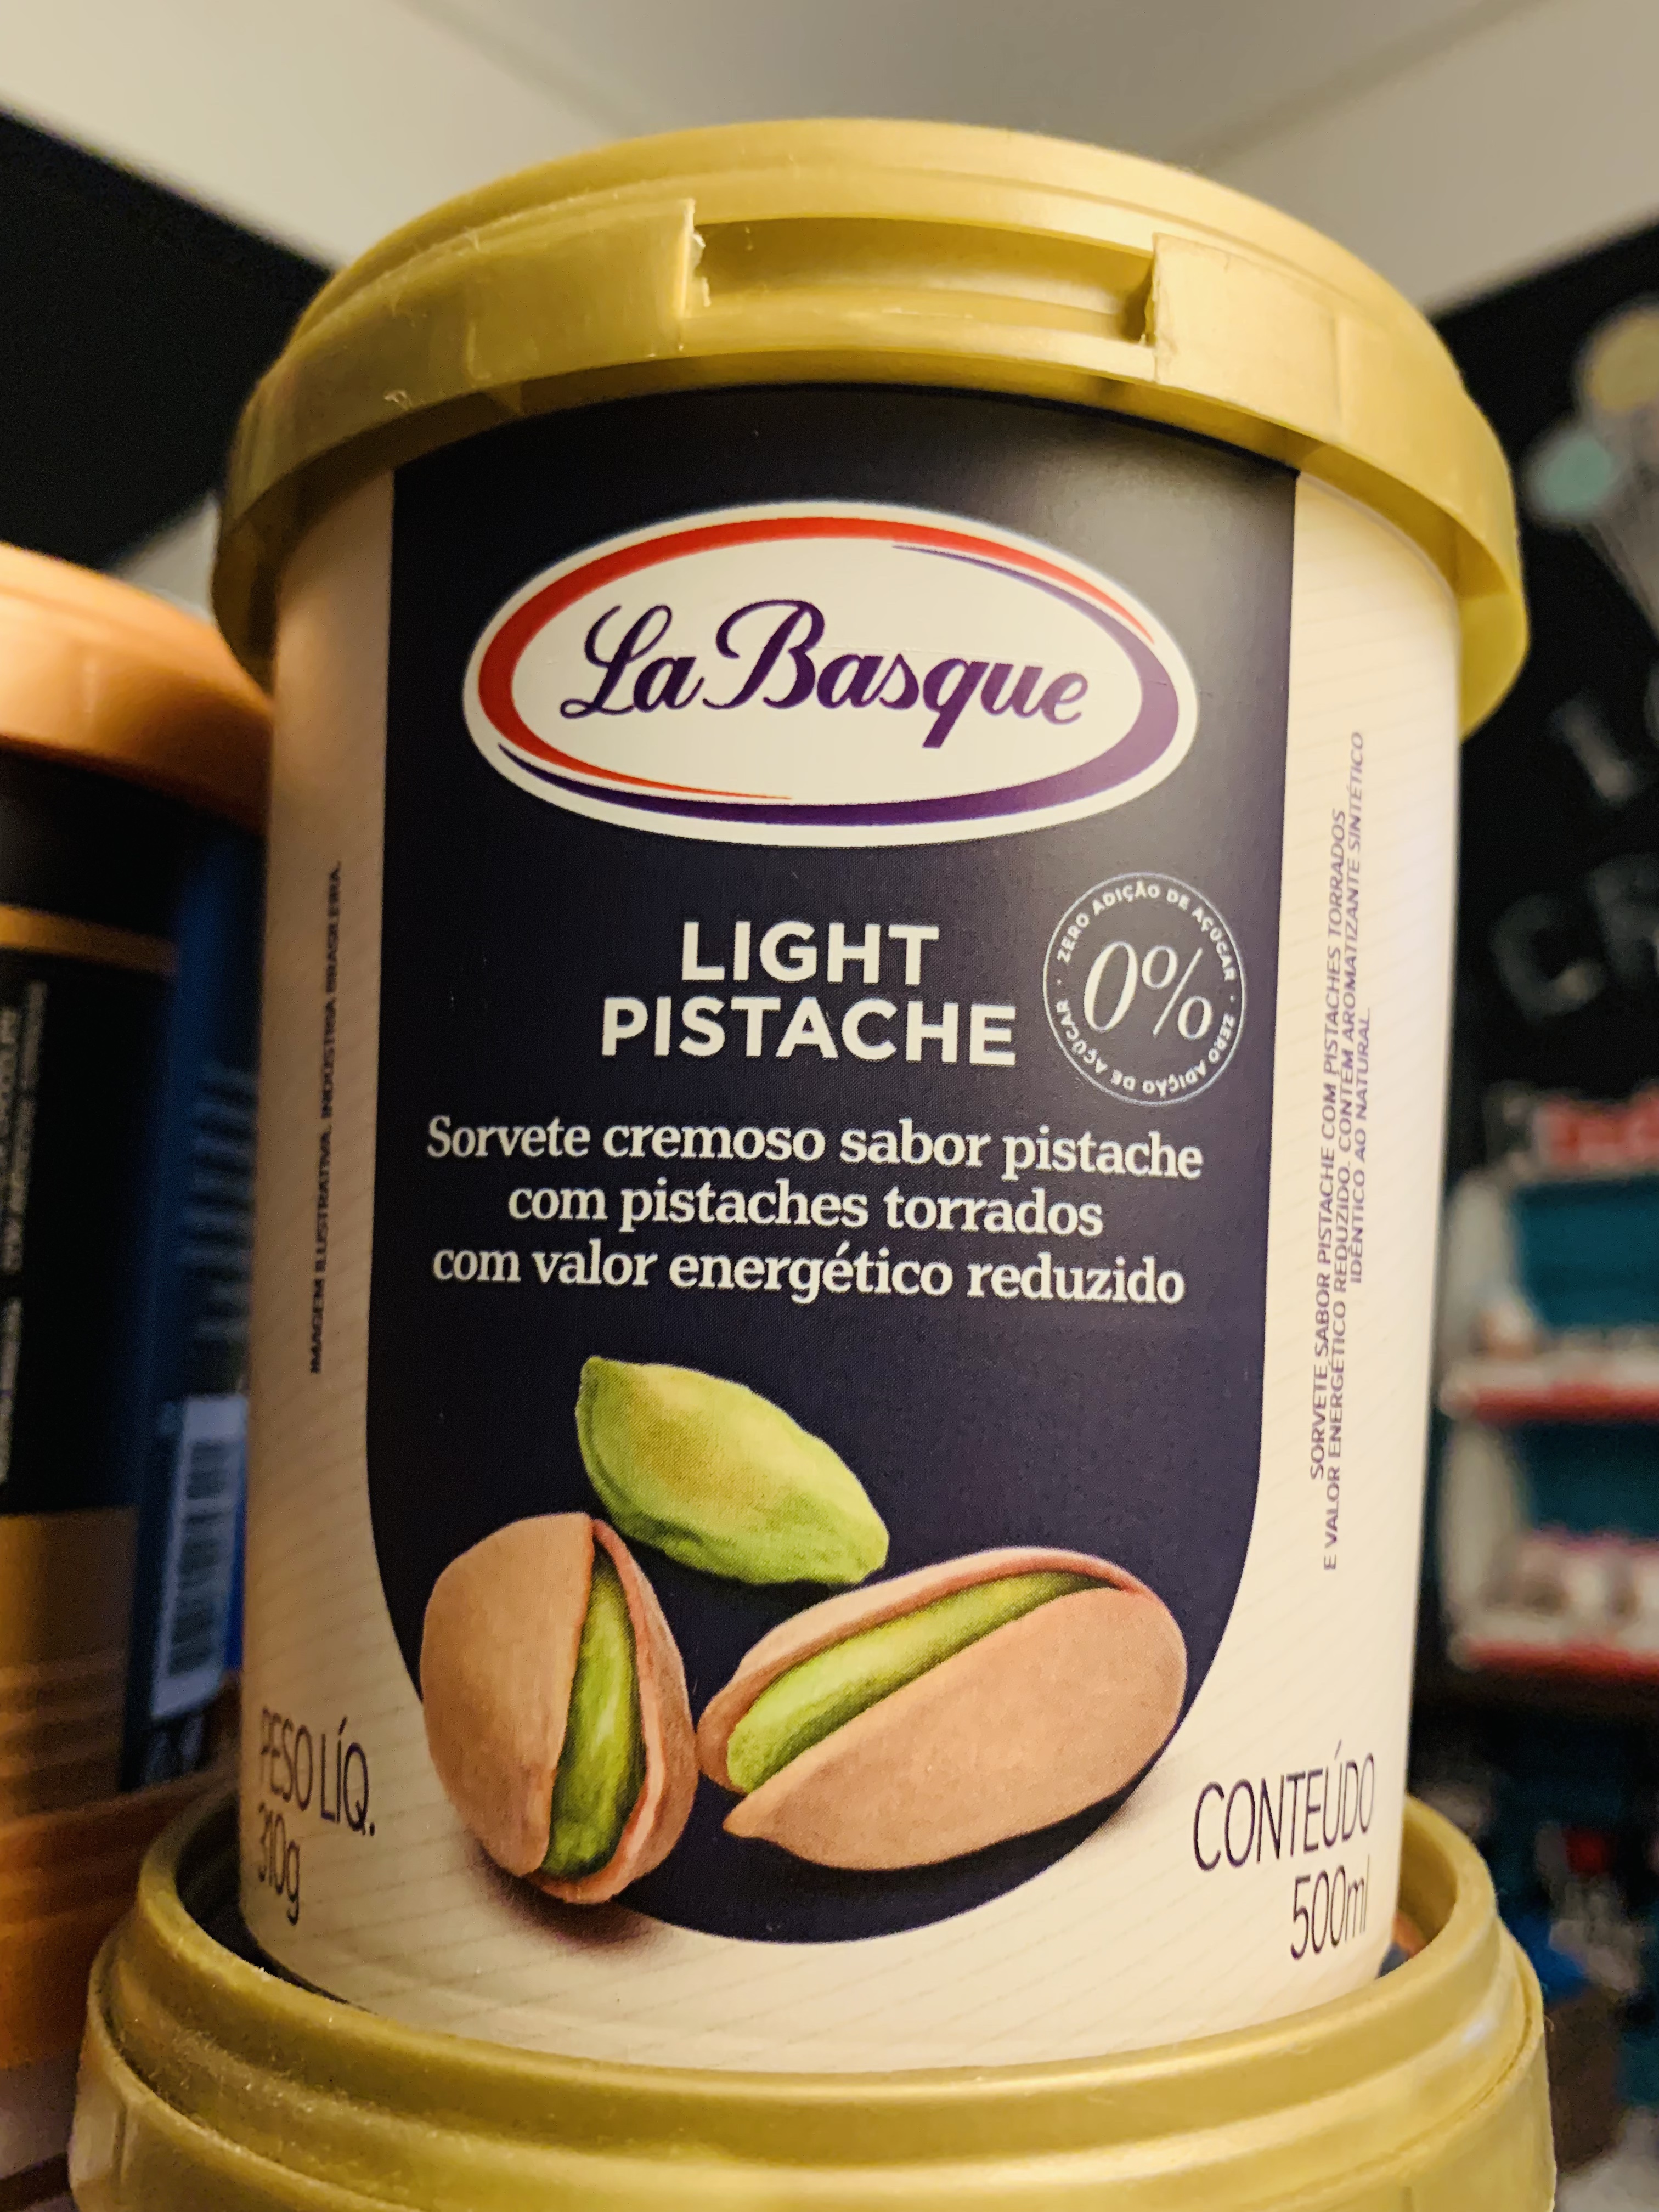 La Basque
LIGHT
PISTACHE
ZERO ADIÇÃO DE AÇÚCAR · ZERO ADIÇÃO DE AÇÚCAR ·
0%
Sorvete cremoso sabor pistache
com pistaches torrados
com valor energético reduzido
IMAGEM ILUSTRATIVA. INDÚSTRIA BRASILEIRA.
SORVETE SABOR PISTACHE COM PISTACHES TORRADOS
E VALOR ENERGÉTICO REDUZIDO. CONTÉM AROMATIZANTE SINTÉTICO
IDÊNTICO AO NATURAL.
PESO LÍQ.
310g
CONTEÚDO
500ml